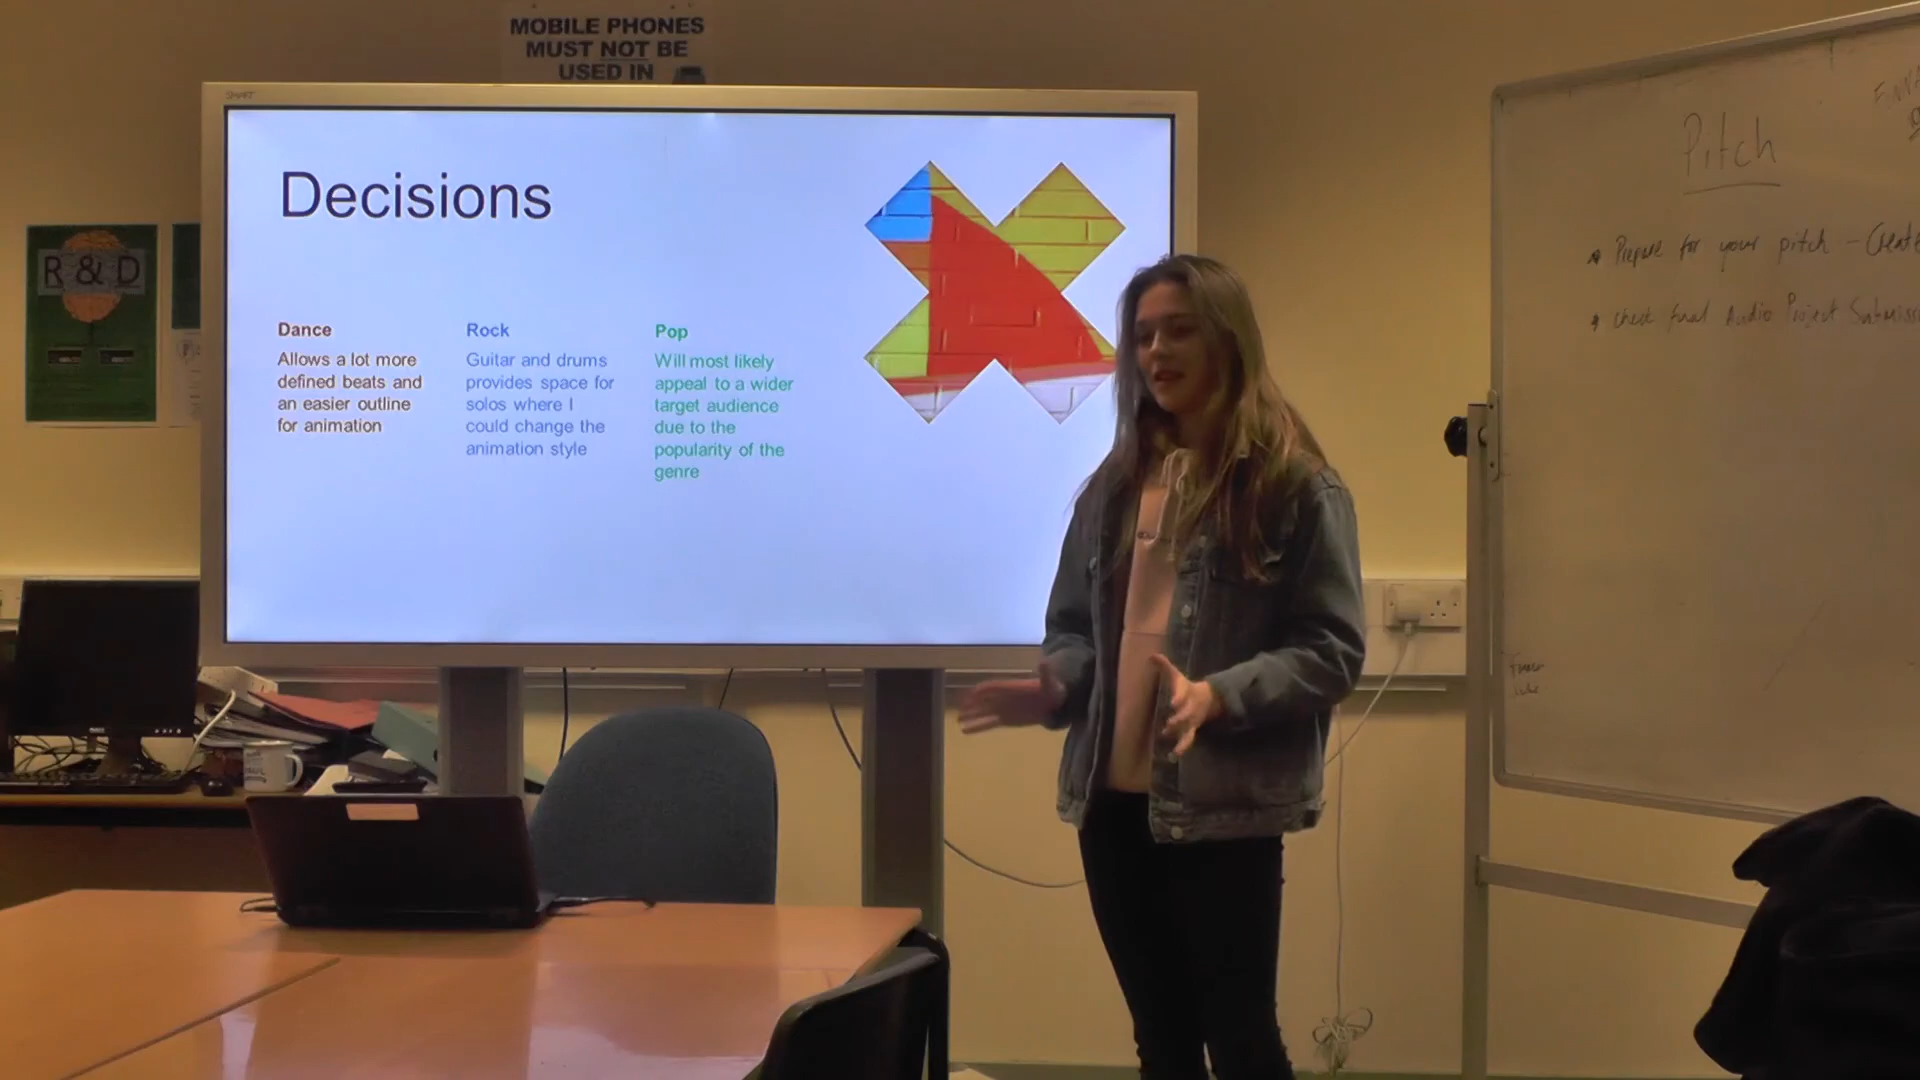 MOBILE PHONES
MUST NOT BE
USED IN
SMART
Decisions
Dance
Allows a lot more
defined beats and
an easier outline
for animation
Rock
Guitar and drums
provides space for
solos where I
could change the
animation style
Pop
Will most likely
appeal to a wider
target audience
due to the
popularity of the
genre
R & D
Pitch
Prepare for your pitch - Create
Check final Audio Project Submiss